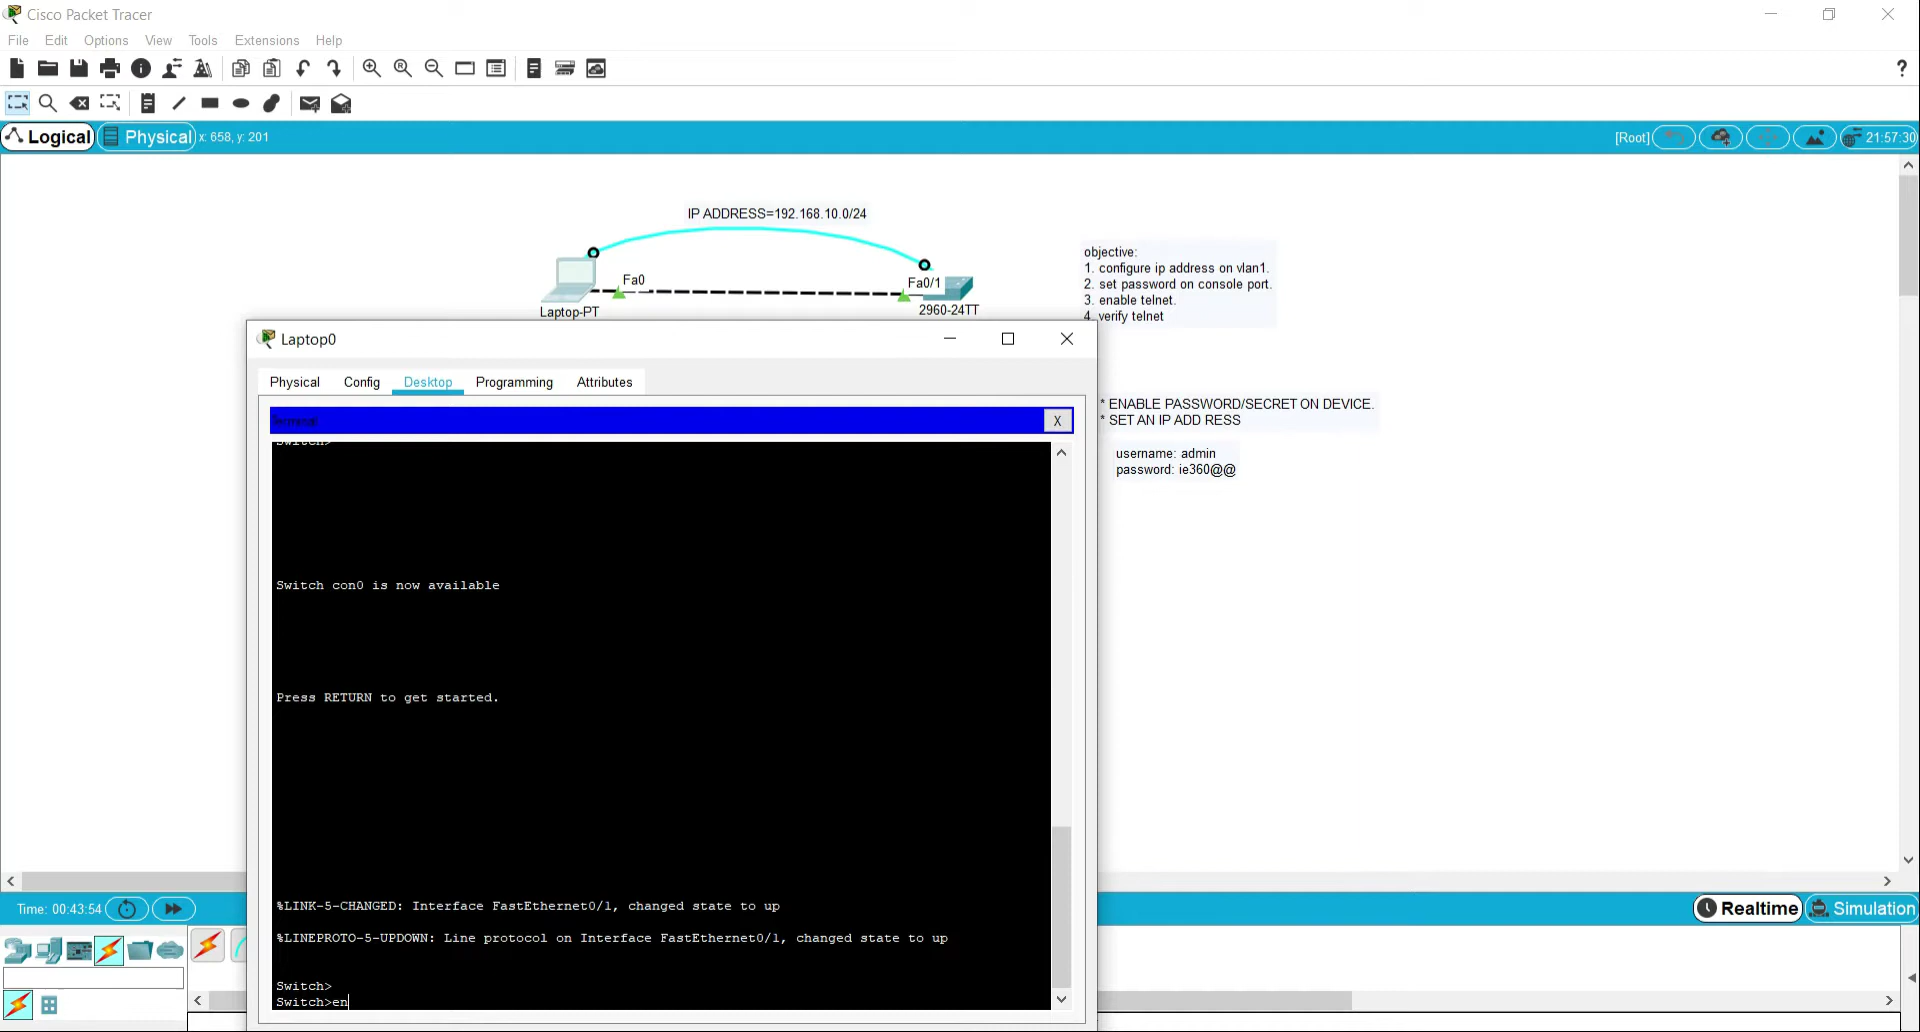 Cisco Packet Tracer
File Edit Options View Tools Extensions Help
?
Logical Physical x: 658, y: 201 [Root] 21:57:30
IP ADDRESS=192.168.10.0/24
Fa0 Fa0/1
Laptop-PT 2960-24TT
objective:
1. configure ip address on vlan1.
2. set password on console port.
3. enable telnet.
4. verify telnet
Laptop0
Physical Config Desktop Programming Attributes
Terminal X
* ENABLE PASSWORD/SECRET ON DEVICE.
* SET AN IP ADD RESS
username: admin
password: ie360@@
Switch>
Switch con0 is now available
Press RETURN to get started.
%LINK-5-CHANGED: Interface FastEthernet0/1, changed state to up
%LINEPROTO-5-UPDOWN: Line protocol on Interface FastEthernet0/1, changed state to up
Switch>
Switch>en
Time: 00:43:54 Realtime Simulation